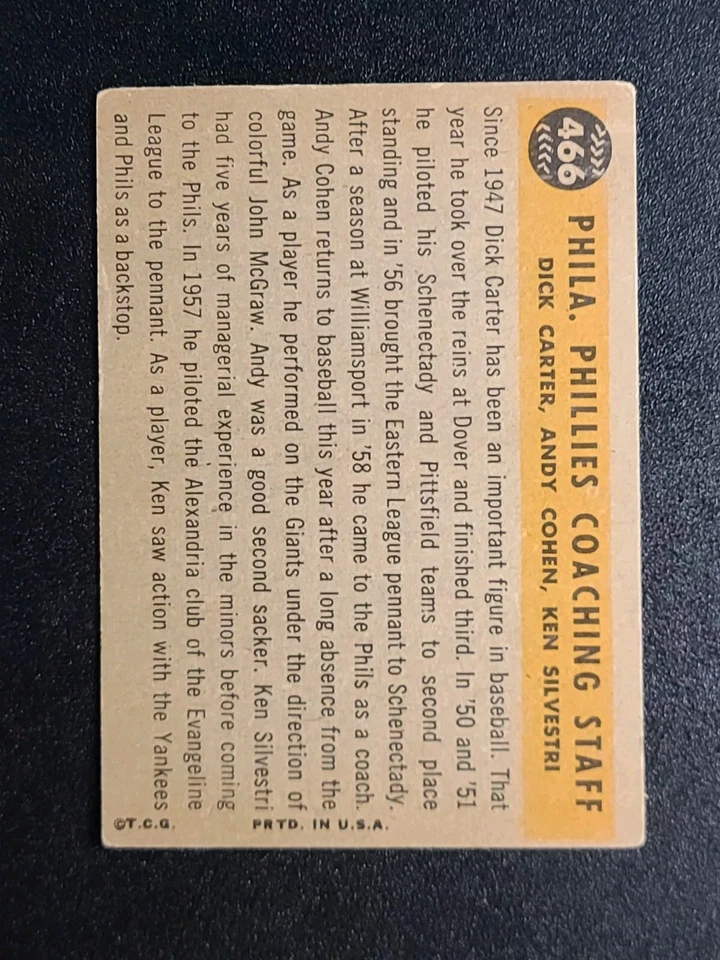 466
PHILA. PHILLIES COACHING STAFF
DICK CARTER, ANDY COHEN, KEN SILVESTRI
Since 1947 Dick Carter has been an important figure in baseball. That
year he took over the reins at Dover and finished third. In '50 and '51
he piloted his Schenectady and Pittsfield teams to second place
standing and in '56 brought the Eastern League pennant to Schenectady.
After a season at Williamsport in '58 he came to the Phils as a coach.
Andy Cohen returns to baseball this year after a long absence from the
game. As a player he performed on the Giants under the direction of
colorful John McGraw. Andy was a good second sacker. Ken Silvestri
had five years of managerial experience in the minors before coming
to the Phils. In 1957 he piloted the Alexandria club of the Evangeline
League to the pennant. As a player, Ken saw action with the Yankees
and Phils as a backstop.
©T.C.G. PRTD. IN U.S.A.